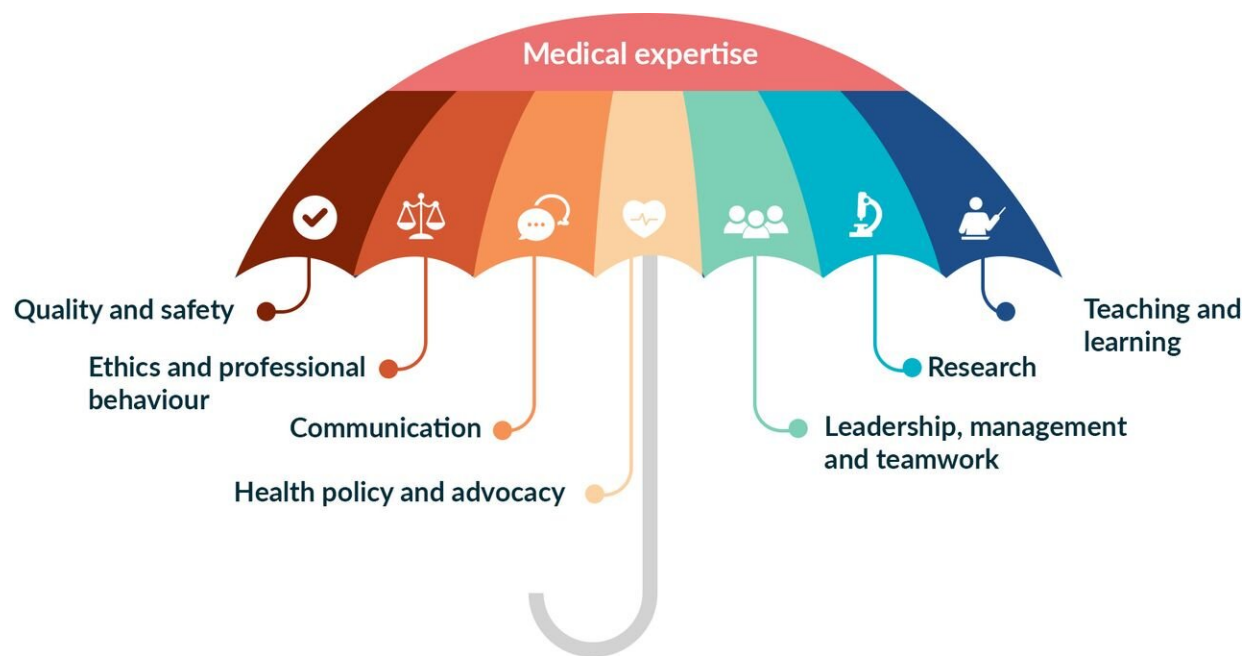 Medical expertise
Quality and safety
Teaching and
learning
Ethics and professional
behaviour
Research
Communication
Leadership, management
and teamwork
Health policy and advocacy